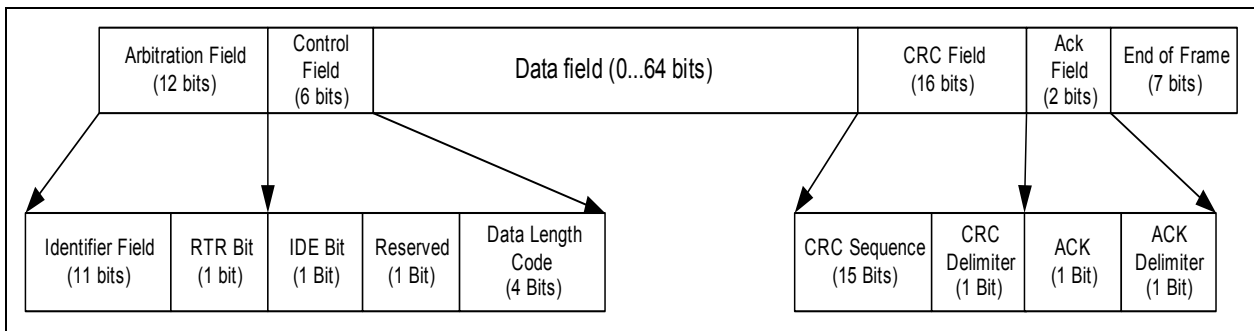 Arbitration Field
(12 bits)
Control
Field
(6 bits)
Data field (0...64 bits)
CRC Field
(16 bits)
Ack
Field
(2 bits)
End of Frame
(7 bits)
Identifier Field
(11 bits)
RTR Bit
(1 bit)
IDE Bit
(1 Bit)
Reserved
(1 Bit)
Data Length
Code
(4 Bits)
CRC Sequence
(15 Bits)
CRC
Delimiter
(1 Bit)
ACK
(1 Bit)
ACK
Delimiter
(1 Bit)